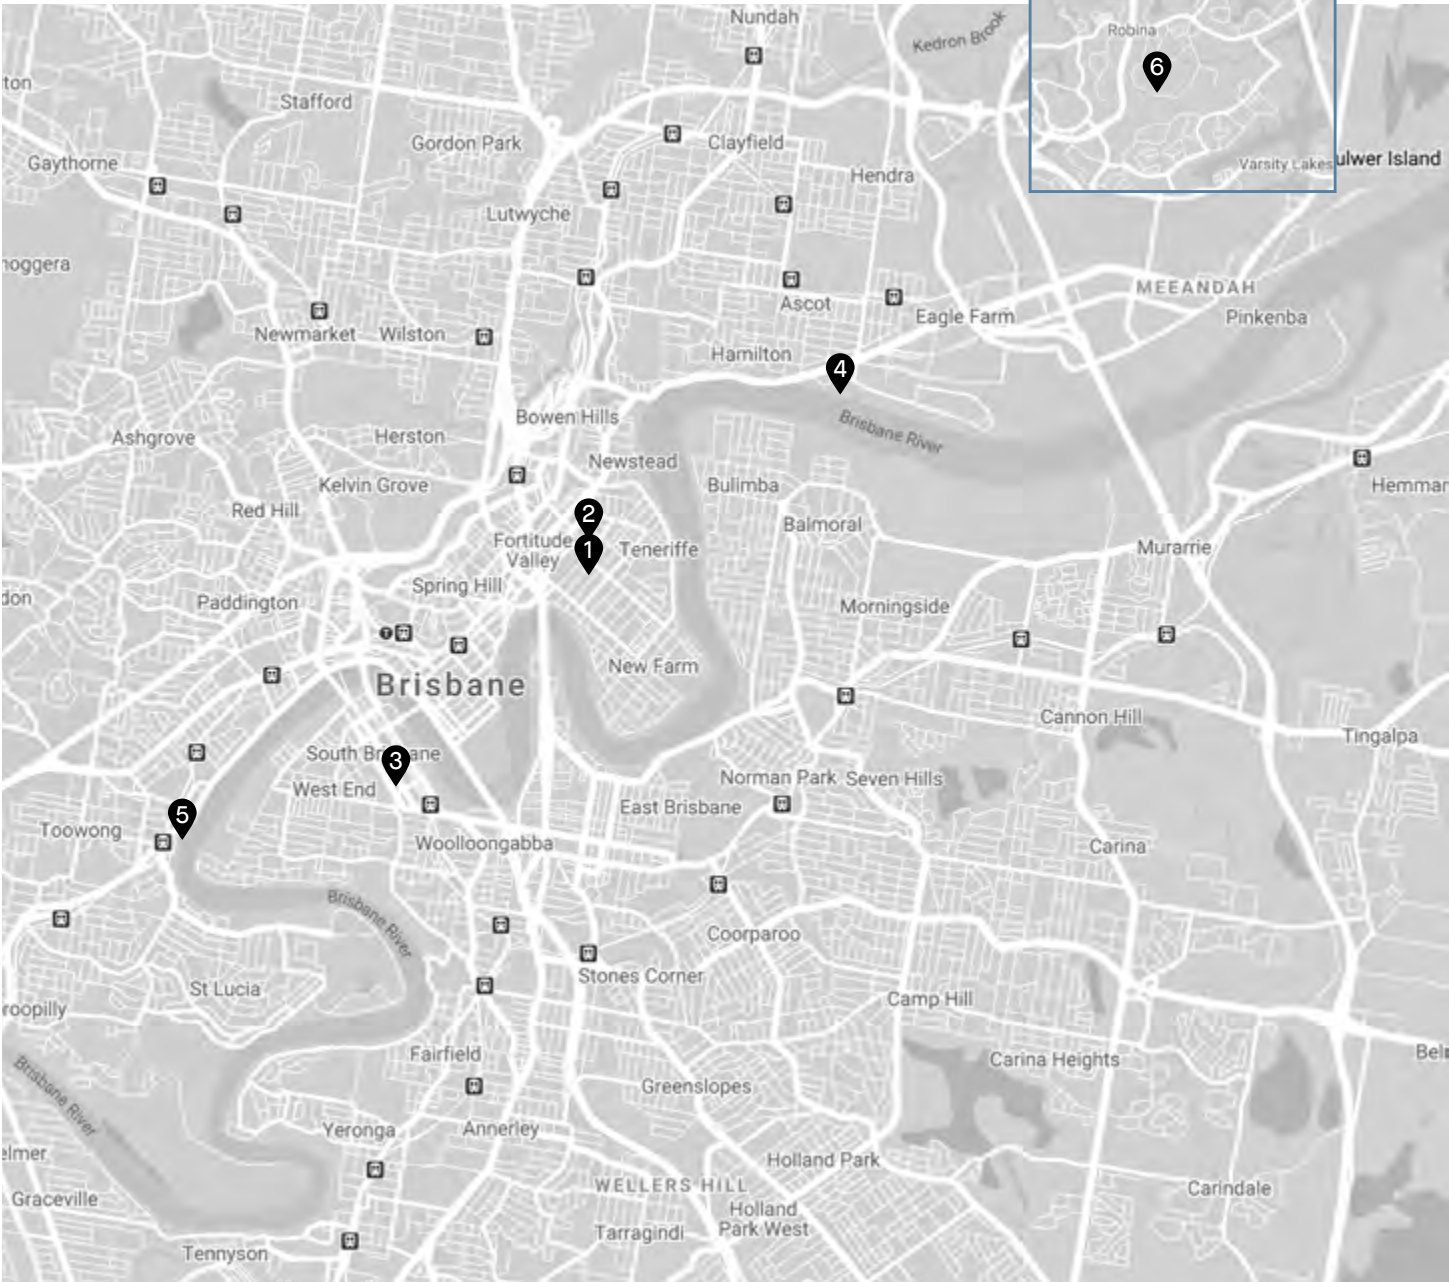 Nundah
Kedron Brook
Robina
6
ton
Stafford
Gordon Park
Clayfield
Gaythorne
Hendra
Varsity Lakes
ulwer Island
Lutwyche
noggera
MEEANDAH
Ascot
Eagle Farm
Pinkenba
Newmarket
Wilston
Hamilton
4
Bowen Hills
Brisbane River
Ashgrove
Herston
Newstead
Kelvin Grove
Bulimba
Hemmar
Red Hill
2
Balmoral
Fortitude
Valley
1
Teneriffe
Murarrie
Spring Hill
don
Paddington
Morningside
New Farm
Brisbane
Cannon Hill
Tingalpa
South Brisbane
3
West End
Norman Park
Seven Hills
East Brisbane
5
Toowong
Woolloongabba
Carina
Brisbane River
Coorparoo
Stones Corner
St Lucia
Camp Hill
roopilly
Fairfield
Carina Heights
Bel
Brisbane River
Greenslopes
Yeronga
Annerley
elmer
Holland Park
WELLERS HILL
Carindale
Graceville
Holland
Park West
Tarragindi
Tennyson